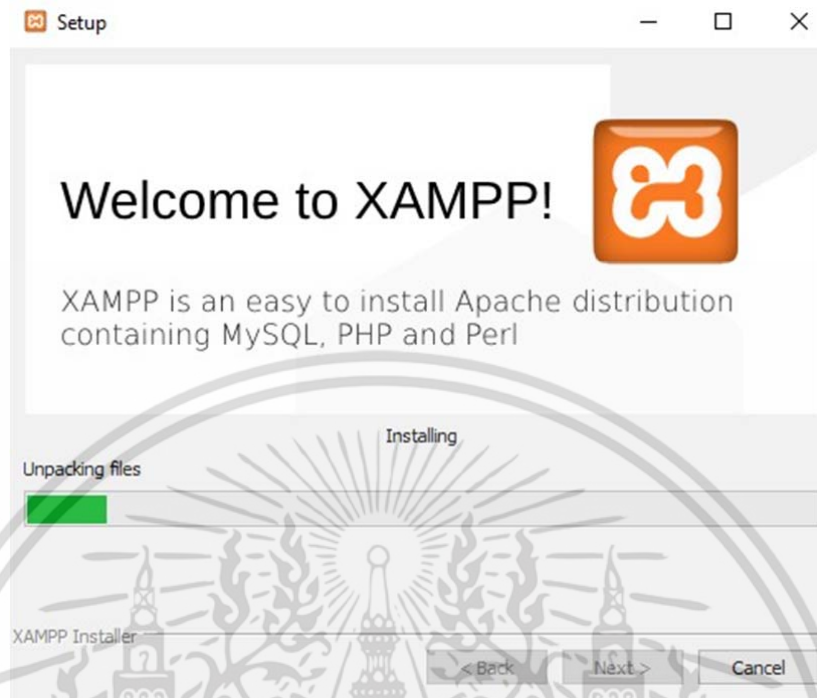 Setup
Welcome to XAMPP!
XAMPP is an easy to install Apache distribution
containing MySQL, PHP and Perl
Installing
Unpacking files
XAMPP Installer
< Back
Next >
Cancel